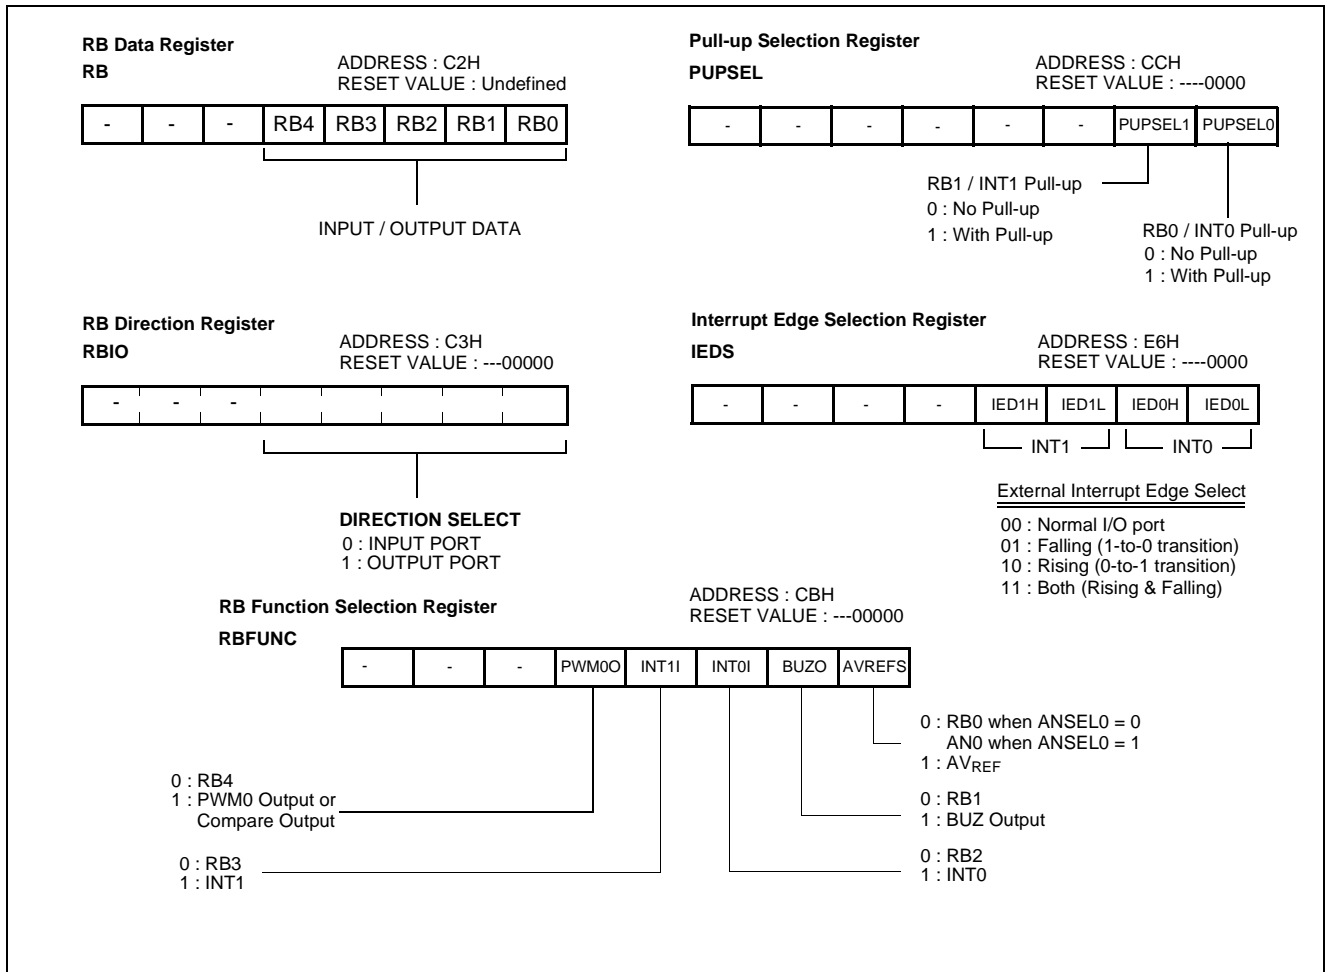 RB Data Register
RB
ADDRESS : C2H
RESET VALUE : Undefined
- - - RB4 RB3 RB2 RB1 RB0
INPUT / OUTPUT DATA
Pull-up Selection Register
PUPSEL
ADDRESS : CCH
RESET VALUE : ----0000
- - - - - - PUPSEL1 PUPSEL0
RB1 / INT1 Pull-up
0 : No Pull-up
1 : With Pull-up
RB0 / INT0 Pull-up
0 : No Pull-up
1 : With Pull-up
RB Direction Register
RBIO
ADDRESS : C3H
RESET VALUE : ---00000
- - -
DIRECTION SELECT
0 : INPUT PORT
1 : OUTPUT PORT
Interrupt Edge Selection Register
IEDS
ADDRESS : E6H
RESET VALUE : ----0000
- - - - IED1H IED1L IED0H IED0L
INT1 INT0
External Interrupt Edge Select
00 : Normal I/O port
01 : Falling (1-to-0 transition)
10 : Rising (0-to-1 transition)
11 : Both (Rising & Falling)
RB Function Selection Register
RBFUNC
ADDRESS : CBH
RESET VALUE : ---00000
- - - PWM0O INT1I INT0I BUZO AVREFS
0 : RB0 when ANSEL0 = 0
AN0 when ANSEL0 = 1
1 : AVREF
0 : RB4
1 : PWM0 Output or
Compare Output
0 : RB1
1 : BUZ Output
0 : RB3
1 : INT1
0 : RB2
1 : INT0